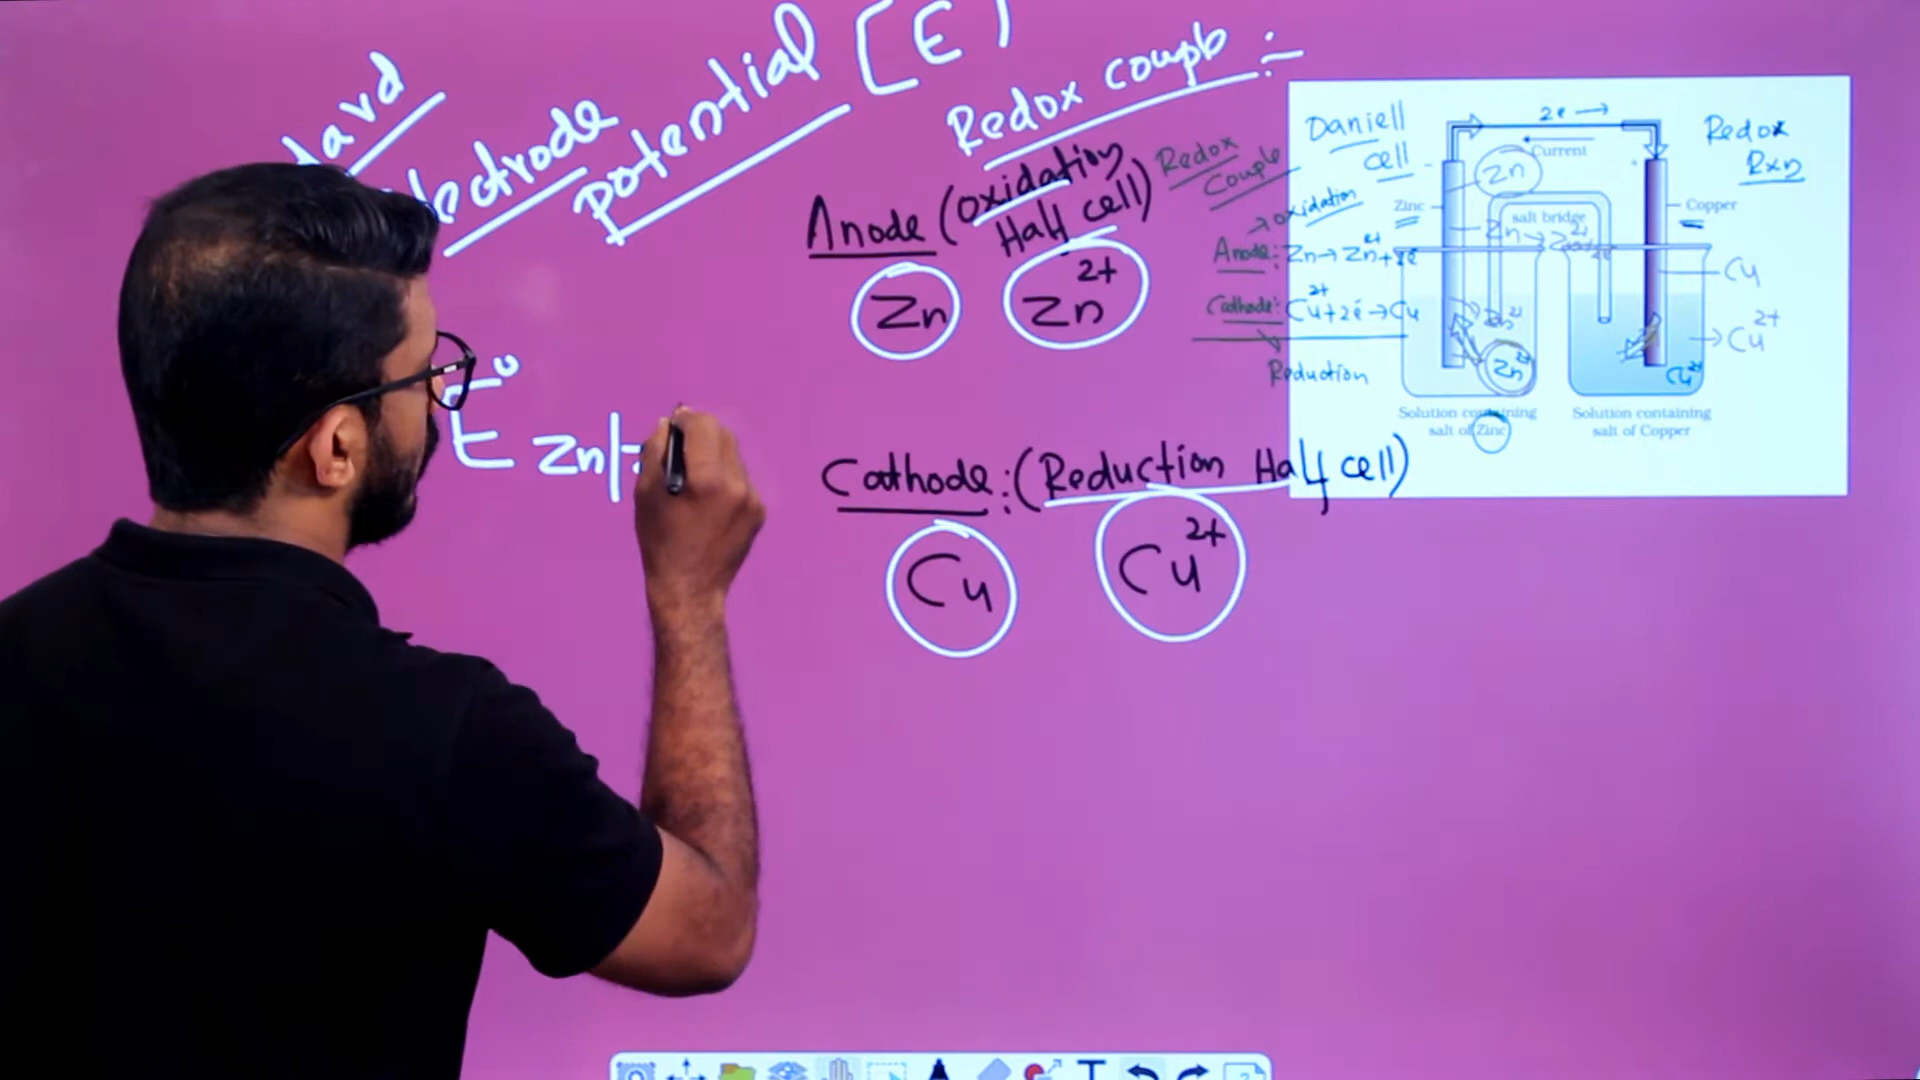 Electrode
potential [E]
Redox couple :-
Anode (Oxidation
Half cell)
Zn Zn²⁺
E° Zn|
Cathode: (Reduction Half cell)
Cu Cu²⁺
Redox
Couple
→ oxidation
Anode: Zn → Zn²⁺ + 2e
Cathode: Cu²⁺ + 2e → Cu
Reduction
Daniell
cell
2e →
Current
Redox
Rxn
Zn
Zinc
salt bridge
Copper
Cu
Cu²⁺
Zn²⁺
Cu²⁺
Solution containing
salt of Zinc
Solution containing
salt of Copper
T